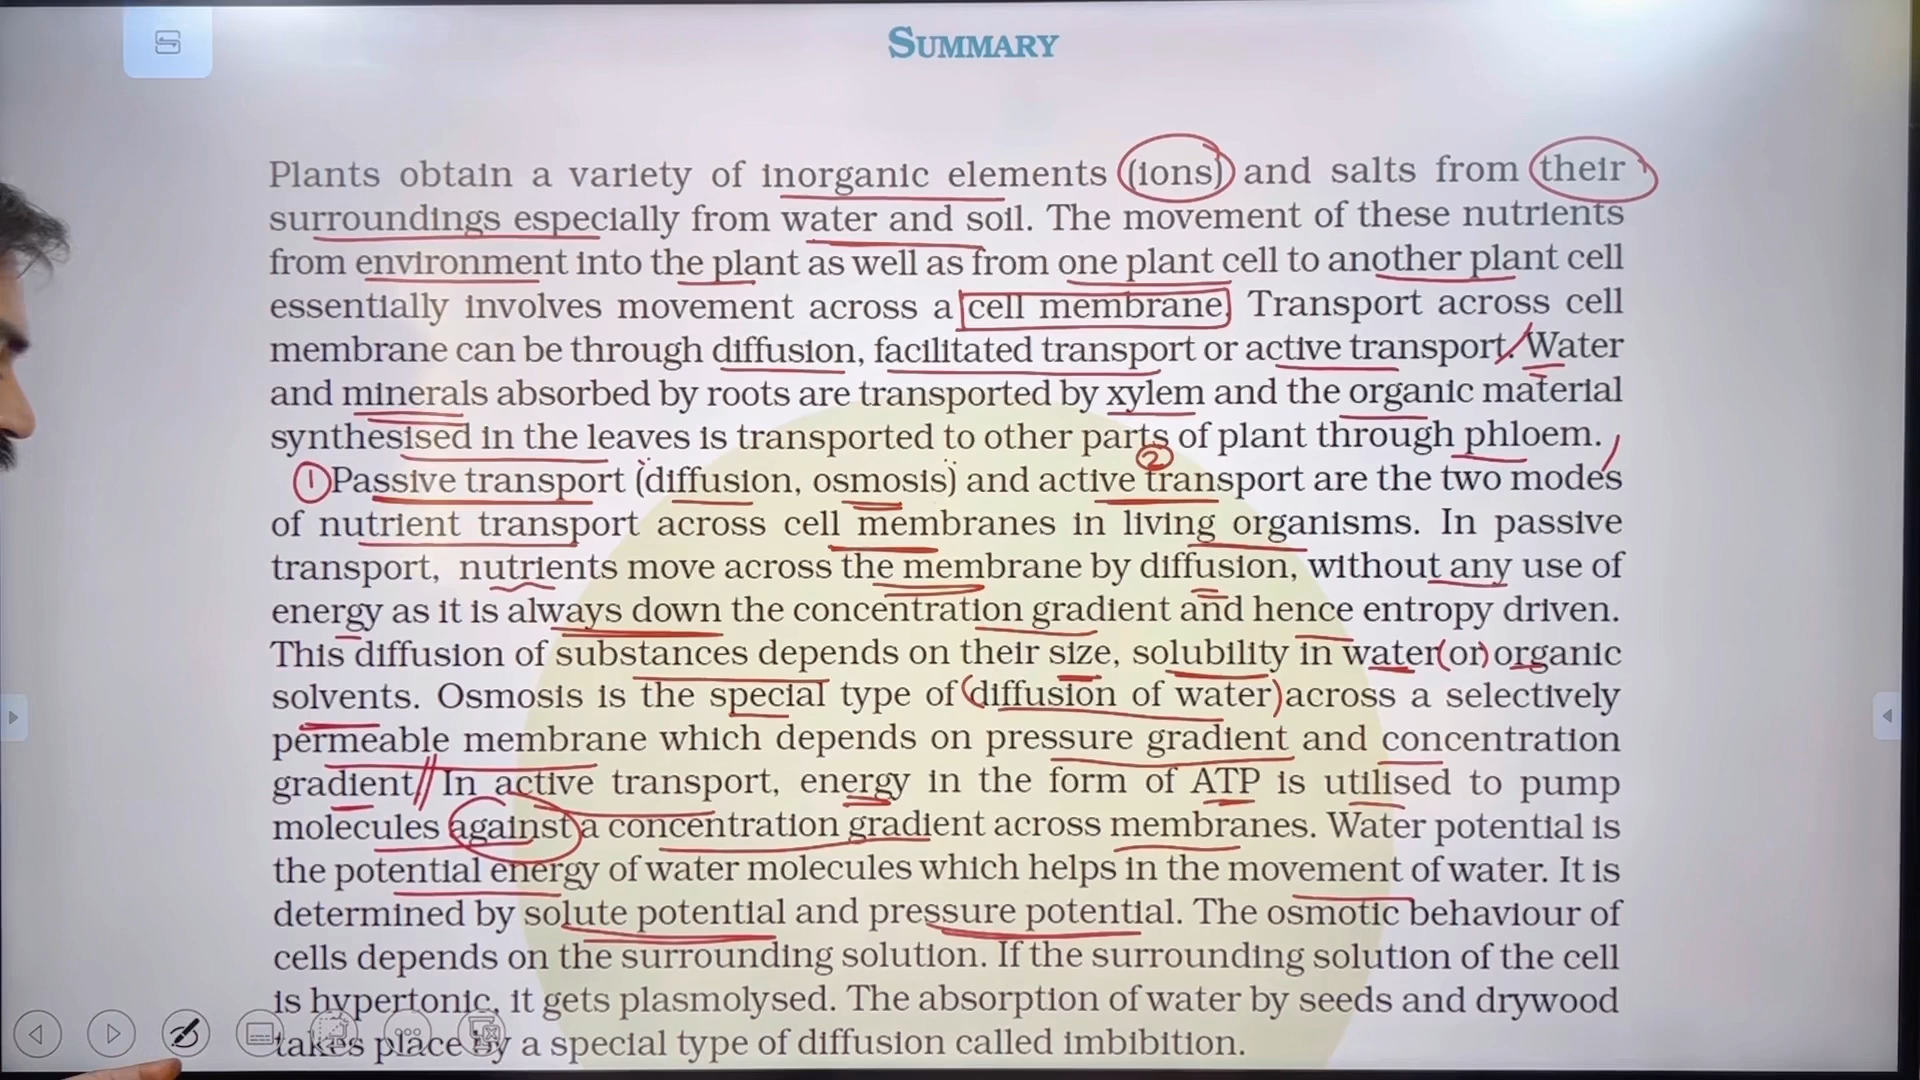 SUMMARY
Plants obtain a variety of inorganic elements (ions) and salts from their
surroundings especially from water and soil. The movement of these nutrients
from environment into the plant as well as from one plant cell to another plant cell
essentially involves movement across a cell membrane. Transport across cell
membrane can be through diffusion, facilitated transport or active transport. Water
and minerals absorbed by roots are transported by xylem and the organic material
synthesised in the leaves is transported to other parts of plant through phloem.
① Passive transport (diffusion, osmosis) and active ② transport are the two modes
of nutrient transport across cell membranes in living organisms. In passive
transport, nutrients move across the membrane by diffusion, without any use of
energy as it is always down the concentration gradient and hence entropy driven.
This diffusion of substances depends on their size, solubility in water (or) organic
solvents. Osmosis is the special type of (diffusion of water) across a selectively
permeable membrane which depends on pressure gradient and concentration
gradient. In active transport, energy in the form of ATP is utilised to pump
molecules against a concentration gradient across membranes. Water potential is
the potential energy of water molecules which helps in the movement of water. It is
determined by solute potential and pressure potential. The osmotic behaviour of
cells depends on the surrounding solution. If the surrounding solution of the cell
is hypertonic, it gets plasmolysed. The absorption of water by seeds and drywood
takes place by a special type of diffusion called imbibition.